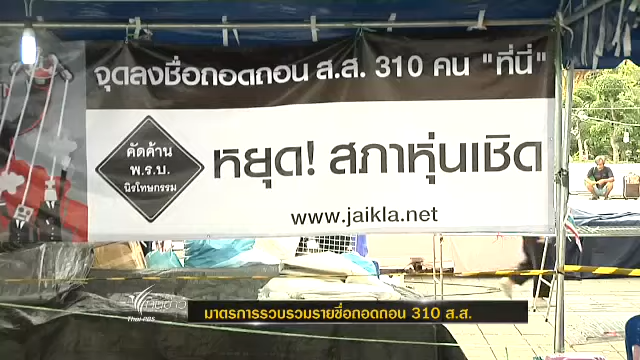 จุดลงชื่อถอดถอน ส.ส. 310 คน "ที่นี่"
คัดค้าน
พ.ร.บ.
นิรโทษกรรม
หยุด! สภาหุ่นเชิด
www.jaikla.net
มาตรการรวบรวมรายชื่อถอดถอน 310 ส.ส.
Thai PBS